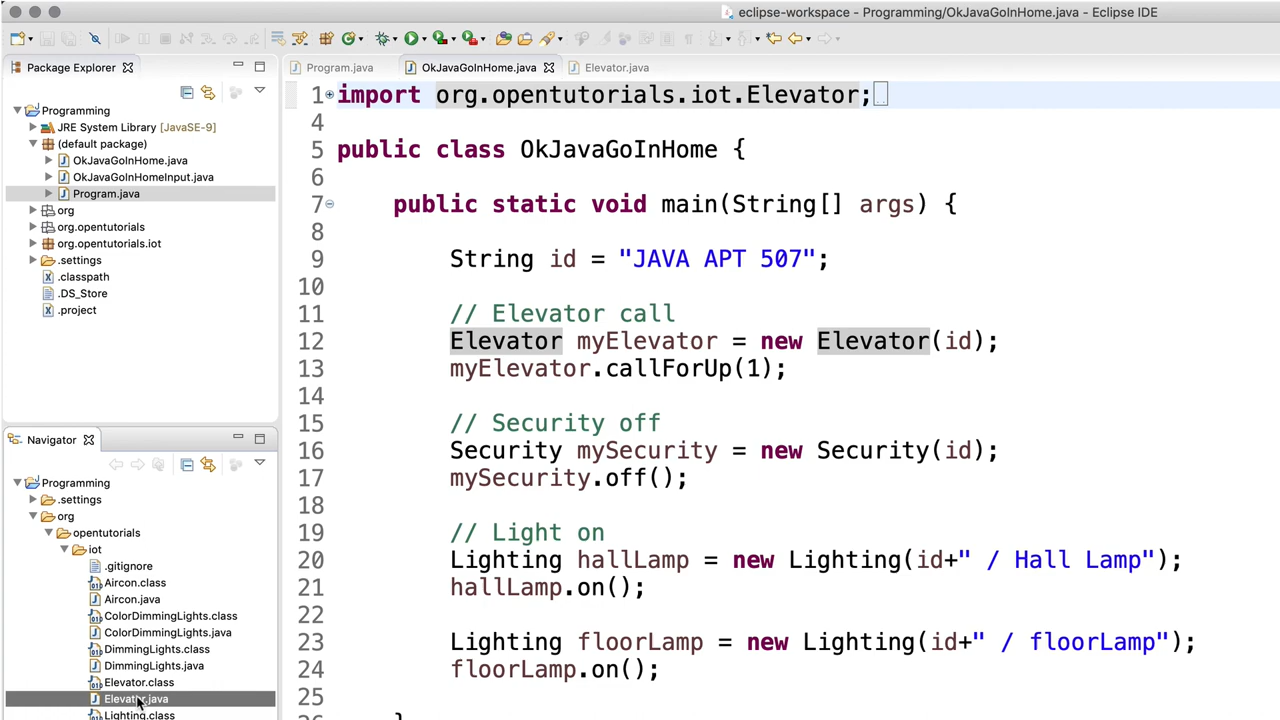 eclipse-workspace - Programming/OkJavaGoInHome.java - Eclipse IDE
Package Explorer
Programming
JRE System Library [JavaSE-9]
(default package)
OkJavaGoInHome.java
OkJavaGoInHomeInput.java
Program.java
org
org.opentutorials
org.opentutorials.iot
.settings
.classpath
.DS_Store
.project
Navigator
Programming
.settings
org
opentutorials
iot
.gitignore
Aircon.class
Aircon.java
ColorDimmingLights.class
ColorDimmingLights.java
DimmingLights.class
DimmingLights.java
Elevator.class
Elevator.java
Lighting.class
Program.java OkJavaGoInHome.java Elevator.java
1 import org.opentutorials.iot.Elevator;
4
5 public class OkJavaGoInHome {
6
7 public static void main(String[] args) {
8
9 String id = "JAVA APT 507";
10
11 // Elevator call
12 Elevator myElevator = new Elevator(id);
13 myElevator.callForUp(1);
14
15 // Security off
16 Security mySecurity = new Security(id);
17 mySecurity.off();
18
19 // Light on
20 Lighting hallLamp = new Lighting(id+" / Hall Lamp");
21 hallLamp.on();
22
23 Lighting floorLamp = new Lighting(id+" / floorLamp");
24 floorLamp.on();
25
26 }